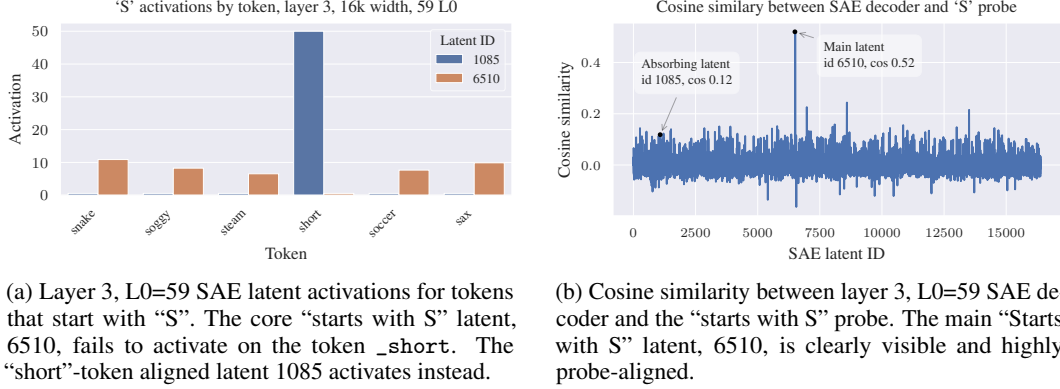 'S' activations by token, layer 3, 16k width, 59 L0
Activation
50
40
30
20
10
0
Latent ID
1085
6510
snake
soggy
steam
short
soccer
sax
Token
(a) Layer 3, L0=59 SAE latent activations for tokens
that start with “S”. The core “starts with S” latent,
6510, fails to activate on the token _short. The
“short”-token aligned latent 1085 activates instead.
Cosine similary between SAE decoder and ‘S’ probe
Cosine similarity
0.4
0.2
0.0
Absorbing latent
id 1085, cos 0.12
Main latent
id 6510, cos 0.52
0
2500
5000
7500
10000
12500
15000
SAE latent ID
(b) Cosine similarity between layer 3, L0=59 SAE de
coder and the “starts with S” probe. The main “Starts
with S” latent, 6510, is clearly visible and highly
probe-aligned.